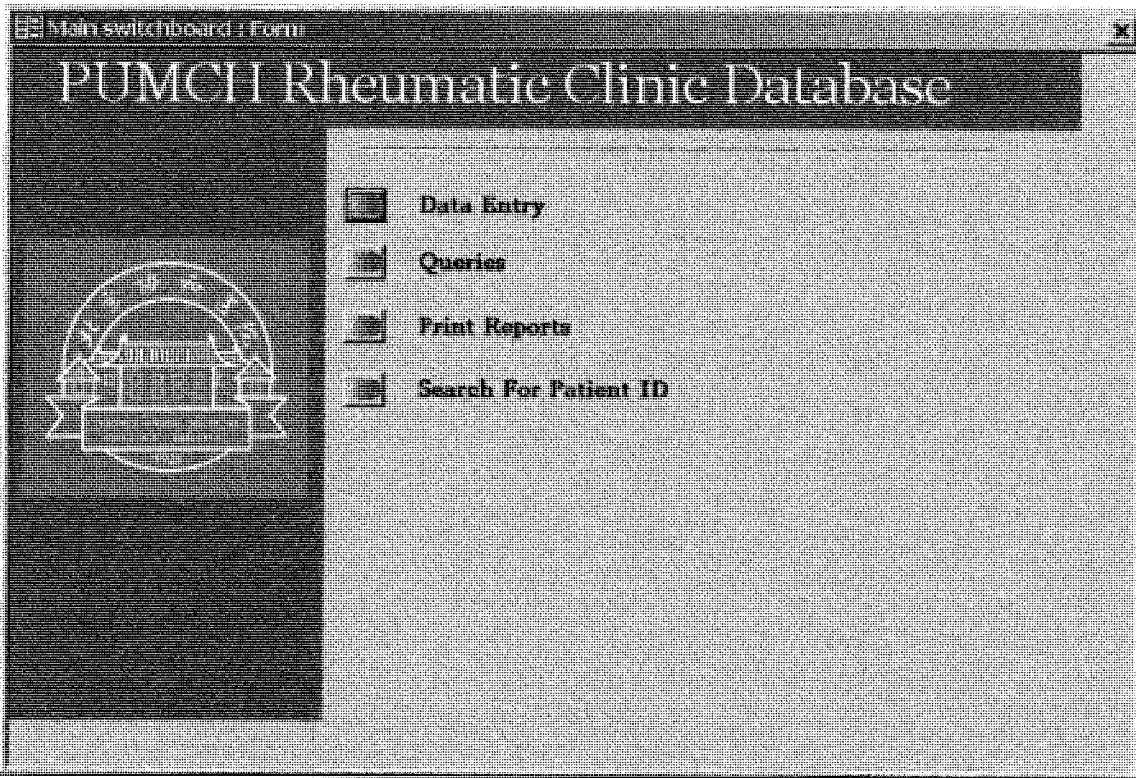 Main switchboard : Form
PUMCH Rheumatic Clinic Database
Data Entry
Queries
Print Reports
Search For Patient ID